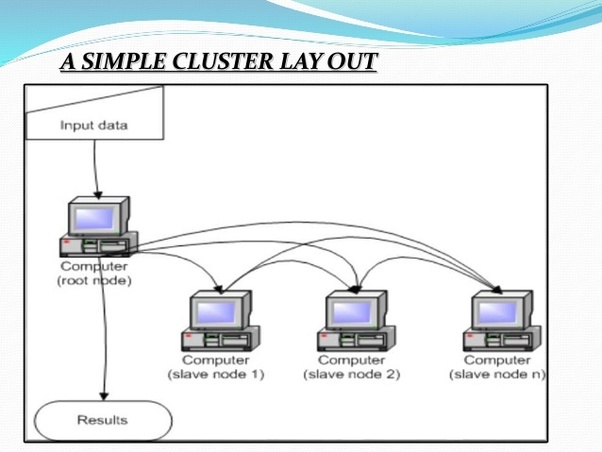 A SIMPLE CLUSTER LAY OUT
Input data
Computer
(root node)
Computer
(slave node 1)
Computer
(slave node 2)
Computer
(slave node n)
Results